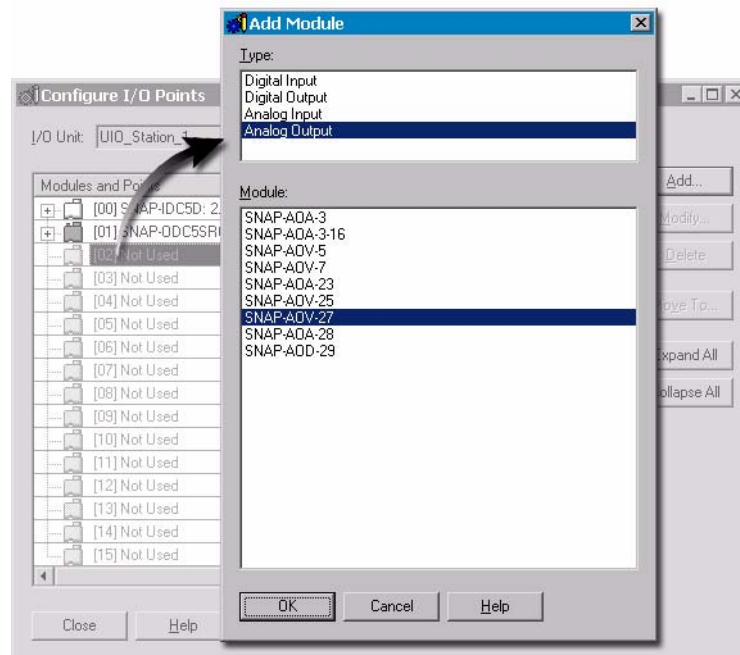 Add Module
Type:
Digital Input
Digital Output
Analog Input
Analog Output
Module:
SNAP-AOA-3
SNAP-AOA-3-16
SNAP-AOV-5
SNAP-AOV-7
SNAP-AOA-23
SNAP-AOV-25
SNAP-AOV-27
SNAP-AOA-28
SNAP-AOD-29
OK Cancel Help
Configure I/O Points
I/O Unit: UIO_Station_1
Modules and Points
[00] SNAP-IDC5D: 2.
[01] SNAP-ODC5SR
[02] Not Used
[03] Not Used
[04] Not Used
[05] Not Used
[06] Not Used
[07] Not Used
[08] Not Used
[09] Not Used
[10] Not Used
[11] Not Used
[12] Not Used
[13] Not Used
[14] Not Used
[15] Not Used
Close Help
Add...
Modify...
Delete
ove To...
xpand All
ollapse All